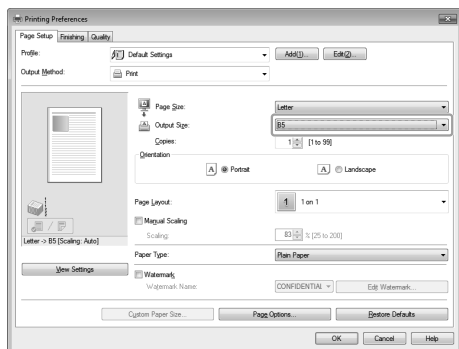 Printing Preferences
Page Setup Finishing Quality
Profile: Default Settings Add(1)... Edit(2)...
Output Method: Print
Page Size: Letter
Output Size: B5
Copies: 1 [1 to 99]
Orientation
A Portrait A Landscape
Page Layout: 1 1 on 1
Manual Scaling
Scaling: 83 % [25 to 200]
Letter -> B5 [Scaling: Auto]
Paper Type: Plain Paper
View Settings
Watermark
Watermark Name: CONFIDENTIAL Edit Watermark...
Custom Paper Size... Page Options... Restore Defaults
OK Cancel Help